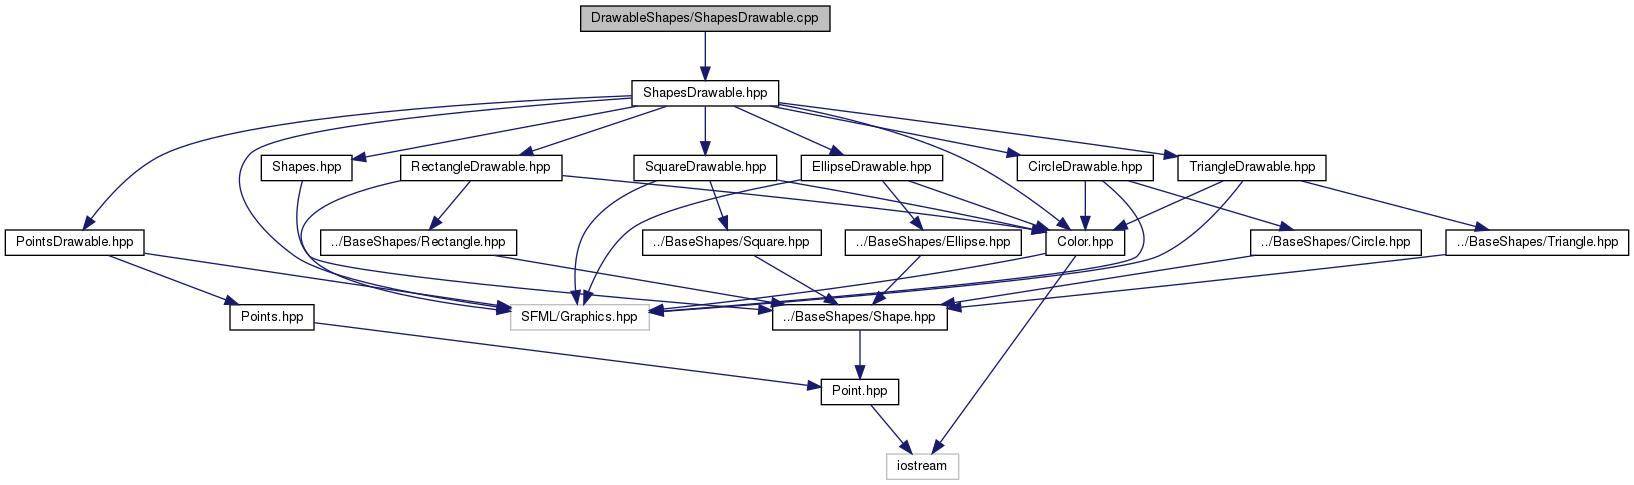 DrawableShapes/ShapesDrawable.cpp
ShapesDrawable.hpp
Shapes.hpp
RectangleDrawable.hpp
SquareDrawable.hpp
EllipseDrawable.hpp
CircleDrawable.hpp
TriangleDrawable.hpp
PointsDrawable.hpp
../BaseShapes/Rectangle.hpp
../BaseShapes/Square.hpp
../BaseShapes/Ellipse.hpp
Color.hpp
../BaseShapes/Circle.hpp
../BaseShapes/Triangle.hpp
Points.hpp
SFML/Graphics.hpp
../BaseShapes/Shape.hpp
Point.hpp
iostream